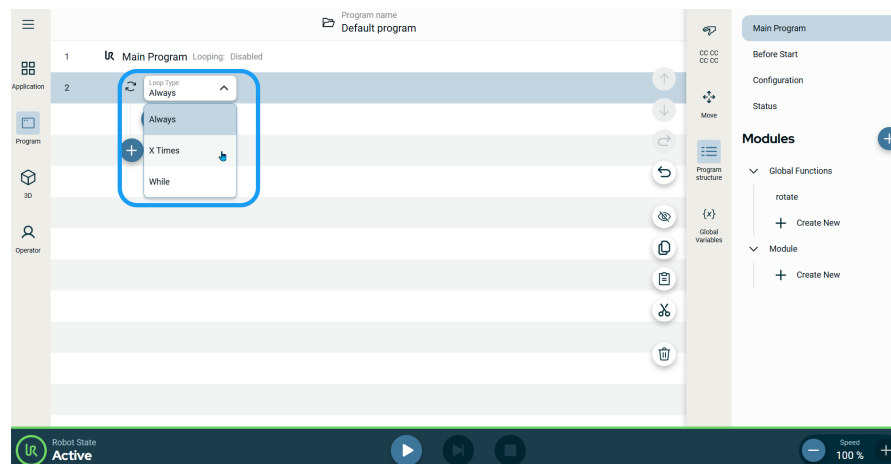 Program name
Default program
Application
Program
3D
Operator
1
Main Program Looping: Disabled
2
Loop Type
Always
Always
X Times
While
CC CC
CC CC
Move
Program
structure
{x}
Global
Variables
Main Program
Before Start
Configuration
Status
Modules
Global Functions
rotate
Create New
Module
Create New
UR
Robot State
Active
Speed
100 %